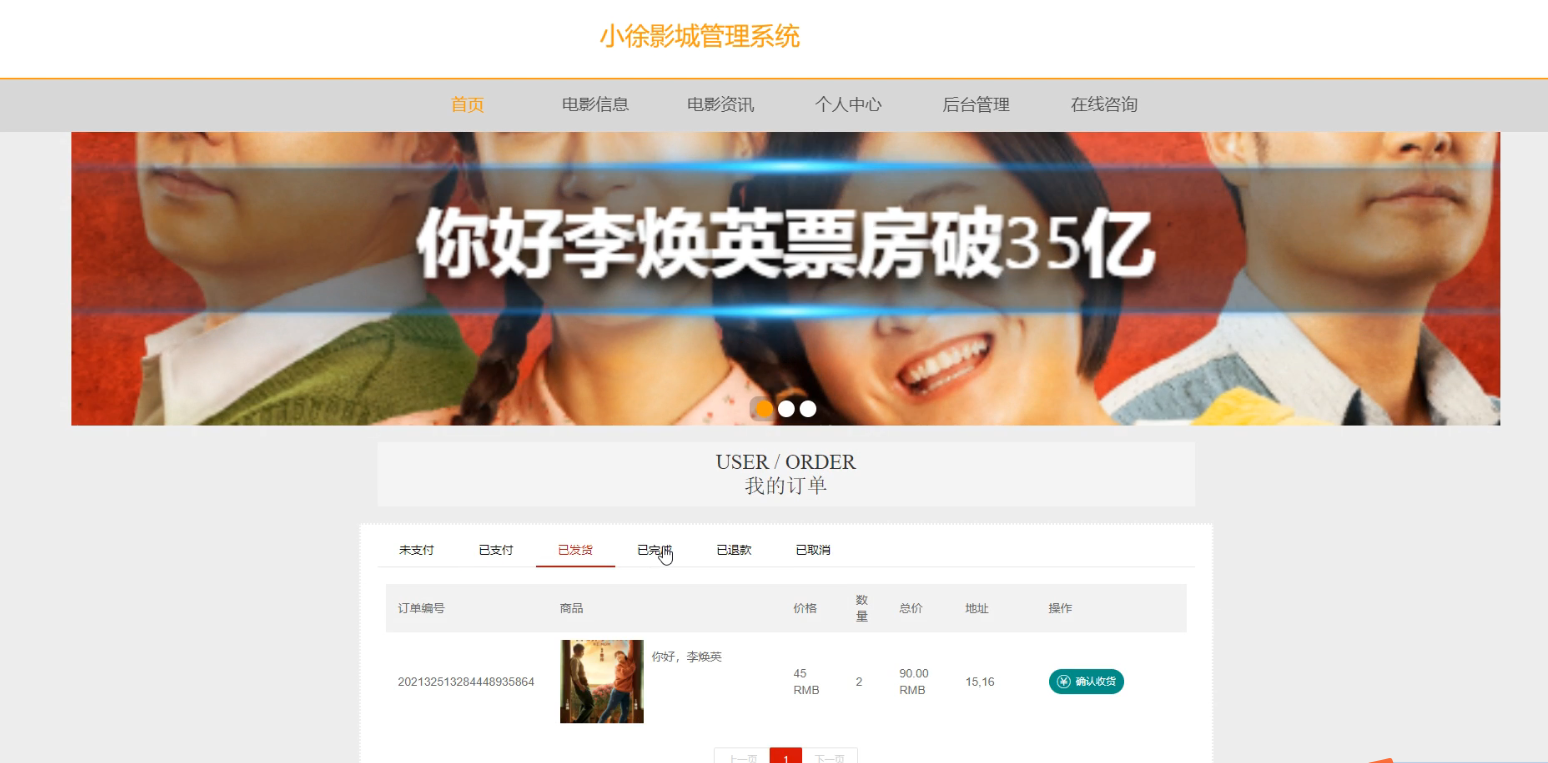 小徐影城管理系统
首页 电影信息 电影资讯 个人中心 后台管理 在线咨询
你好李焕英票房破35亿
USER / ORDER
我的订单
未支付 已支付 已发货 已完成 已退款 已取消
订单编号 商品 价格 数量 总价 地址 操作
202132513284448935864 你好，李焕英 45 RMB 2 90.00 RMB 15,16 确认收货
上一页 1 下一页